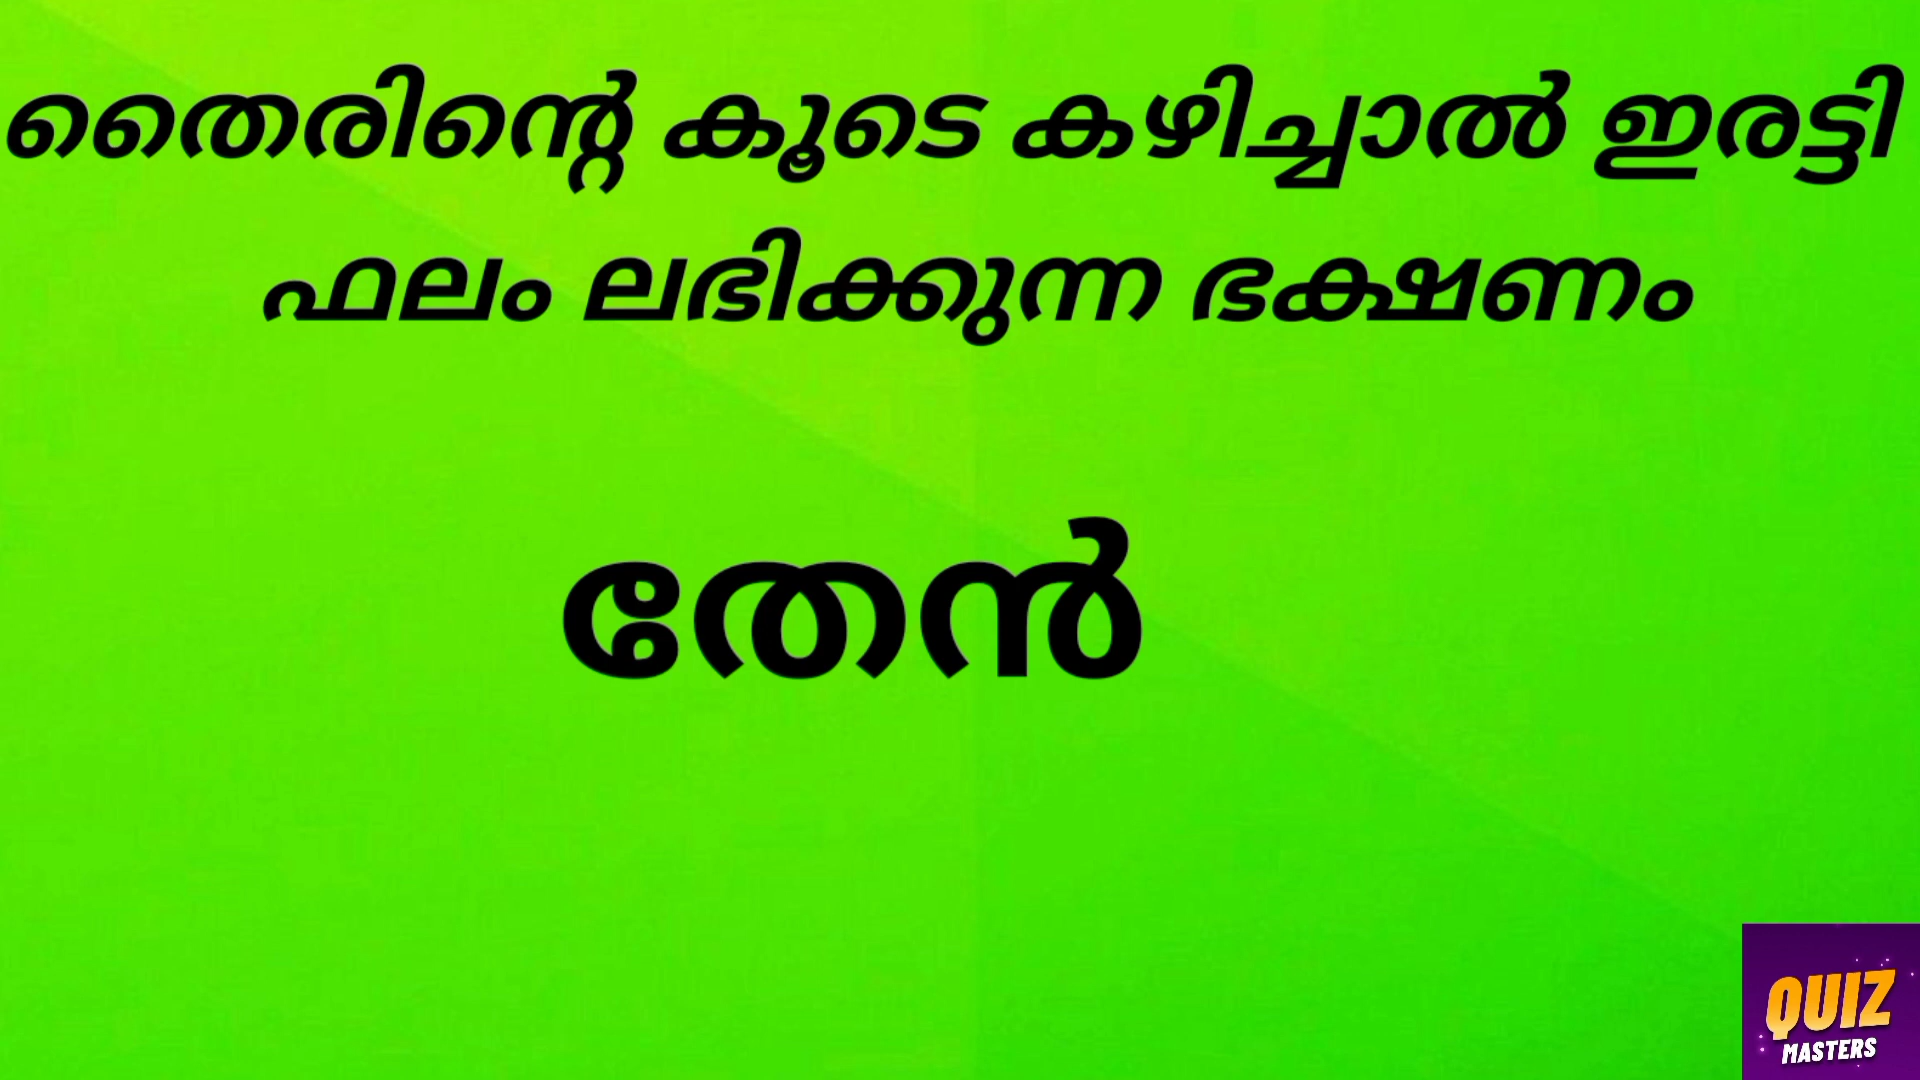 തൈരിന്റെ കൂടെ കഴിച്ചാൽ ഇരട്ടി
ഫലം ലഭിക്കുന്ന ഭക്ഷണം
തേൻ
QUIZ
MASTERS